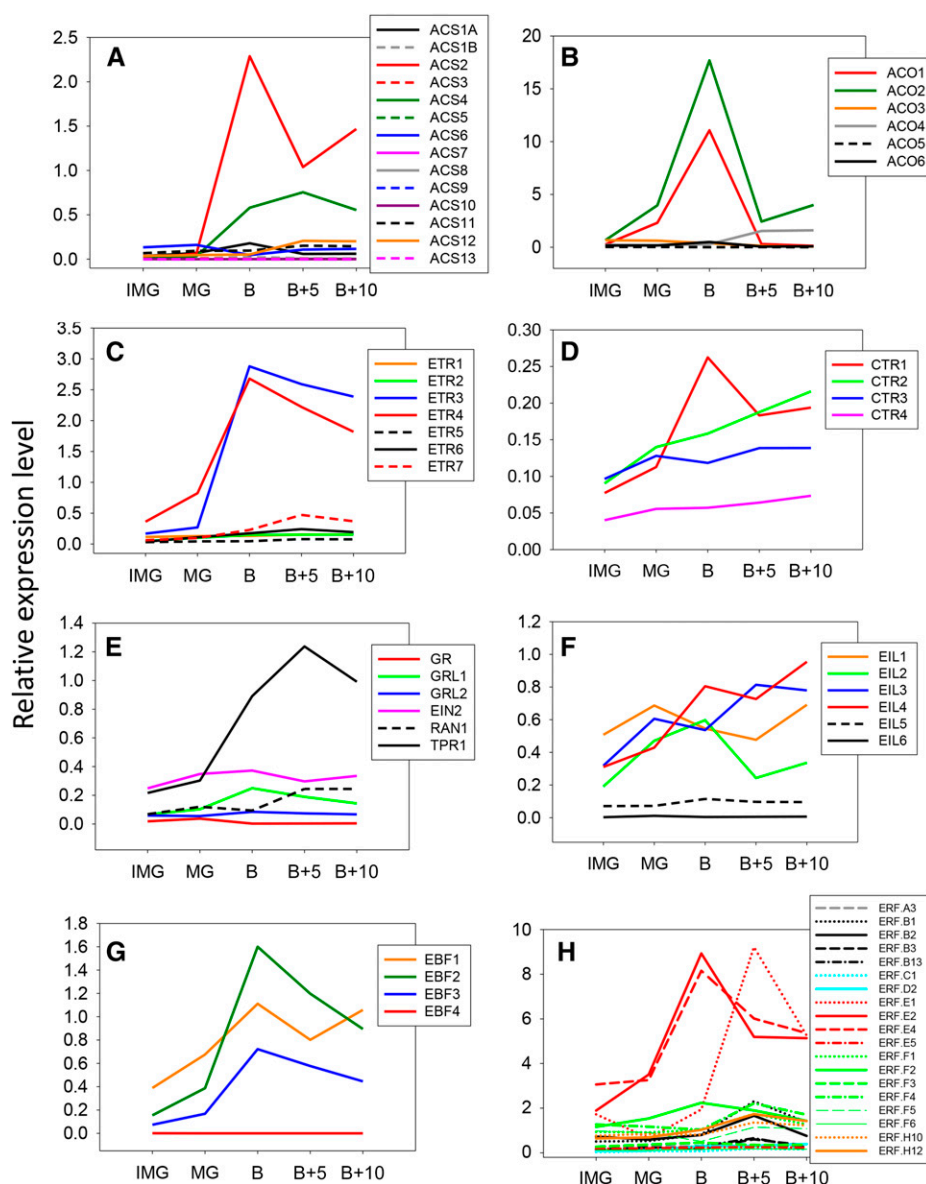 Relative expression level
A
2.5
2.0
1.5
1.0
0.5
0.0
IMG MG B B+5 B+10
ACS1A
ACS1B
ACS2
ACS3
ACS4
ACS5
ACS6
ACS7
ACS8
ACS9
ACS10
ACS11
ACS12
ACS13
B
20
15
10
5
0
IMG MG B B+5 B+10
ACO1
ACO2
ACO3
ACO4
ACO5
ACO6
C
3.5
3.0
2.5
2.0
1.5
1.0
0.5
0.0
IMG MG B B+5 B+10
ETR1
ETR2
ETR3
ETR4
ETR5
ETR6
ETR7
D
0.30
0.25
0.20
0.15
0.10
0.05
0.00
IMG MG B B+5 B+10
CTR1
CTR2
CTR3
CTR4
E
1.4
1.2
1.0
0.8
0.6
0.4
0.2
0.0
IMG MG B B+5 B+10
GR
GRL1
GRL2
EIN2
RAN1
TPR1
F
1.2
1.0
0.8
0.6
0.4
0.2
0.0
IMG MG B B+5 B+10
EIL1
EIL2
EIL3
EIL4
EIL5
EIL6
G
1.8
1.6
1.4
1.2
1.0
0.8
0.6
0.4
0.2
0.0
IMG MG B B+5 B+10
EBF1
EBF2
EBF3
EBF4
H
10
8
6
4
2
0
IMG MG B B+5 B+10
ERF.A3
ERF.B1
ERF.B2
ERF.B3
ERF.B13
ERF.C1
ERF.D2
ERF.E1
ERF.E2
ERF.E4
ERF.E5
ERF.F1
ERF.F2
ERF.F3
ERF.F4
ERF.F5
ERF.F6
ERF.H10
ERF.H12